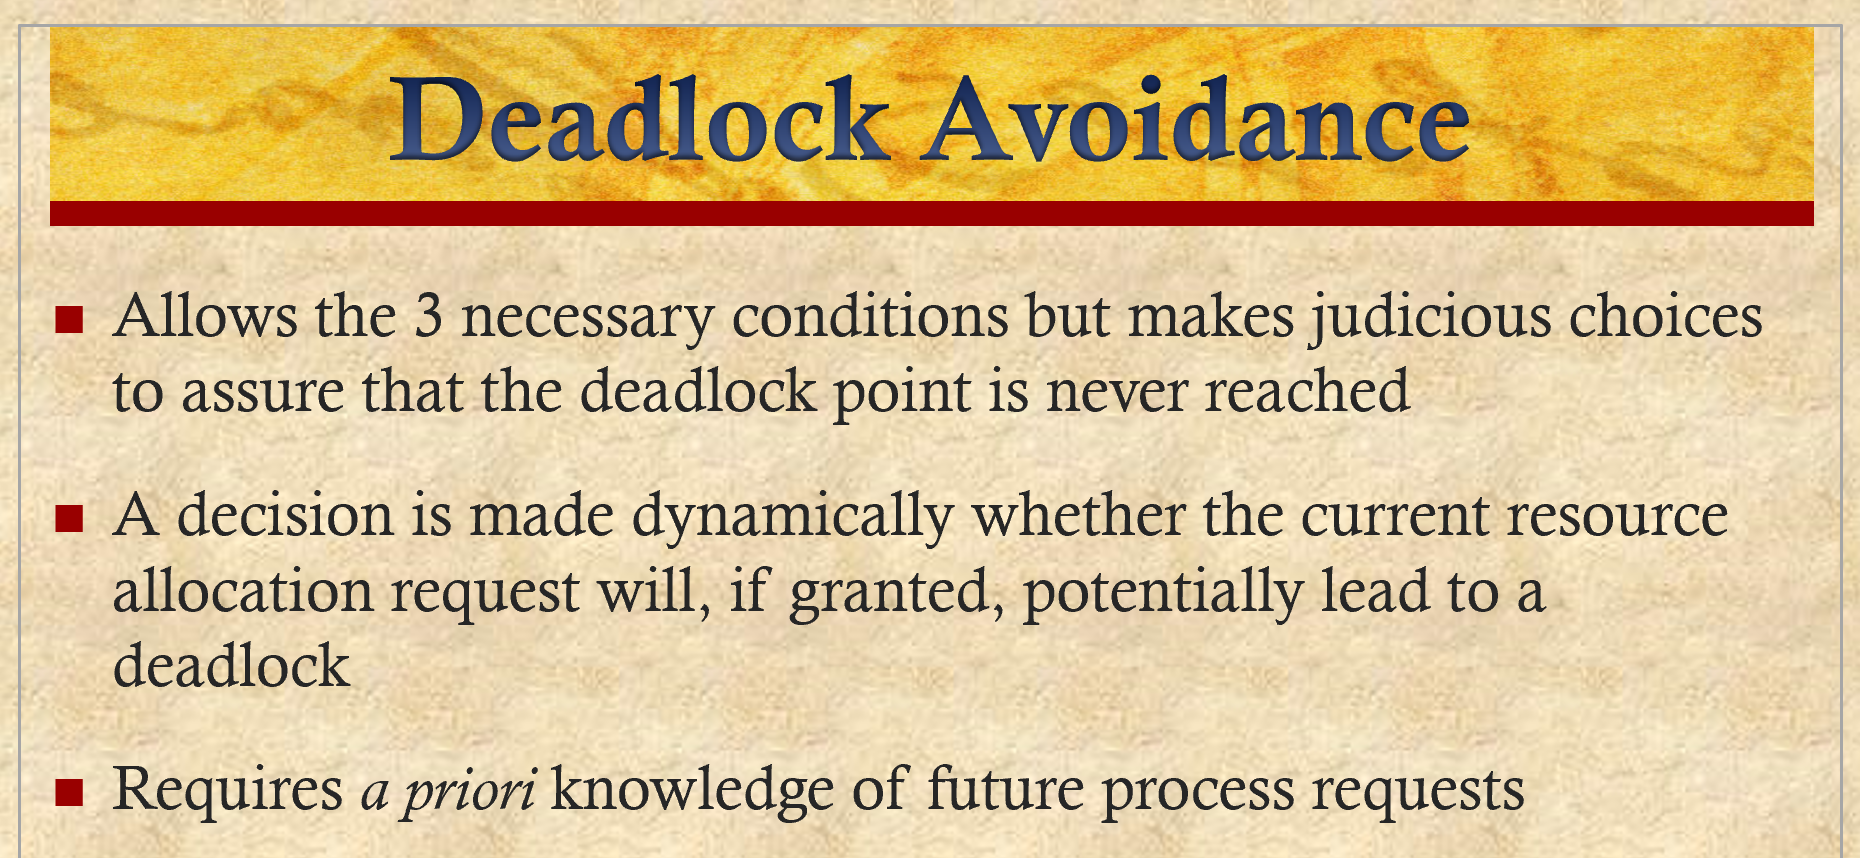 Deadlock Avoidance
Allows the 3 necessary conditions but makes judicious choices
to assure that the deadlock point is never reached
A decision is made dynamically whether the current resource
allocation request will, if granted, potentially lead to a
deadlock
Requires a priori knowledge of future process requests